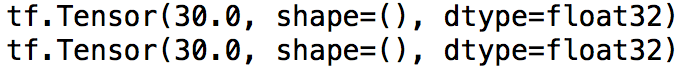 tf.Tensor(30.0, shape=(), dtype=float32)
tf.Tensor(30.0, shape=(), dtype=float32)